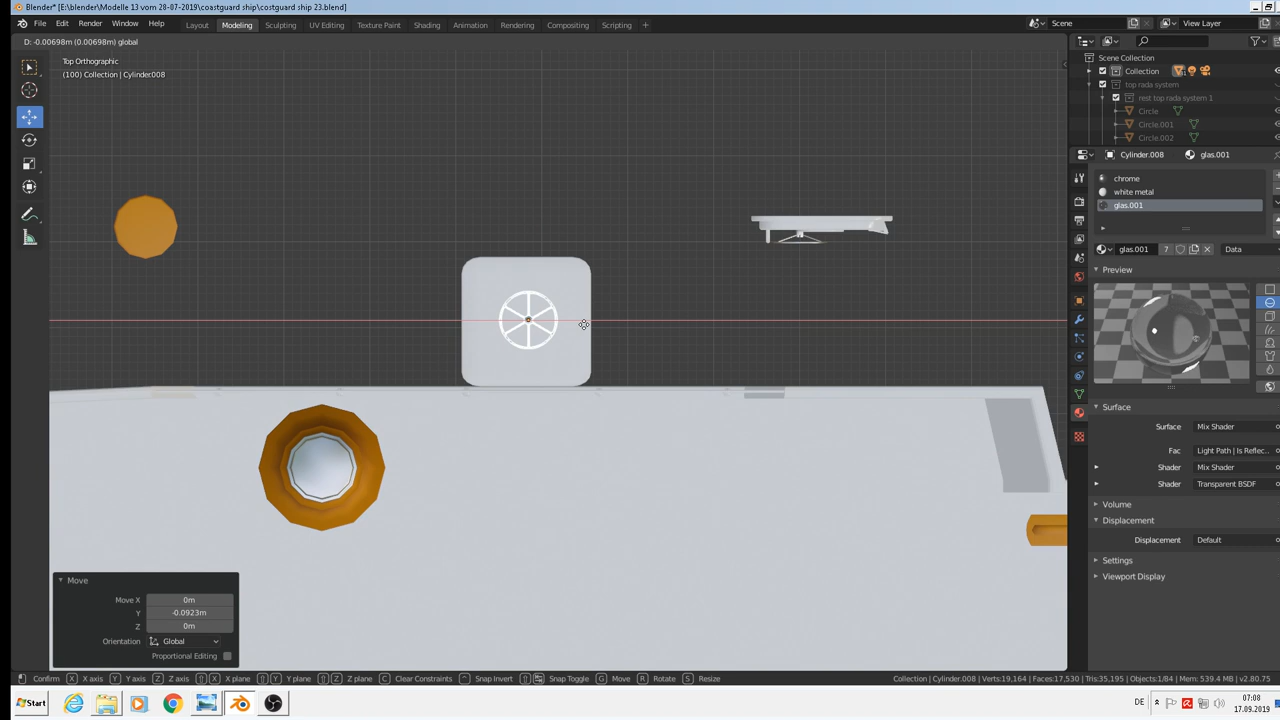 Blender* [E:\blender\Modelle 13 vom 28-07-2019\coastguard ship\costguard ship 23.blend]
File Edit Render Window Help Layout Modeling Sculpting UV Editing Texture Paint Shading Animation Rendering Compositing Scripting + Scene View Layer
D: -0.00698m (0.00698m) global
Top Orthographic
(100) Collection | Cylinder.008
Scene Collection
Collection
top rada system
rest top rada system 1
Circle
Circle.001
Circle.002
Cylinder.008 glas.001
chrome
white metal
glas.001
glas.001 7 Data
Preview
Surface
Surface Mix Shader
Fac Light Path | Is Reflec..
Shader Mix Shader
Shader Transparent BSDF
Volume
Displacement
Displacement Default
Settings
Viewport Display
Move
Move X 0m
Y -0.0923m
Z 0m
Orientation Global
Proportional Editing
Confirm X X axis Y Y axis Z Z axis X X plane Y Y plane Z Z plane C Clear Constraints Snap Invert Snap Toggle G Move R Rotate S Resize
Collection | Cylinder.008 | Verts:19,164 | Faces:17,530 | Tris:35,195 | Objects:1/84 | Mem: 539.4 MB | v2.80.75
Start DE 07:08
17.09.2019